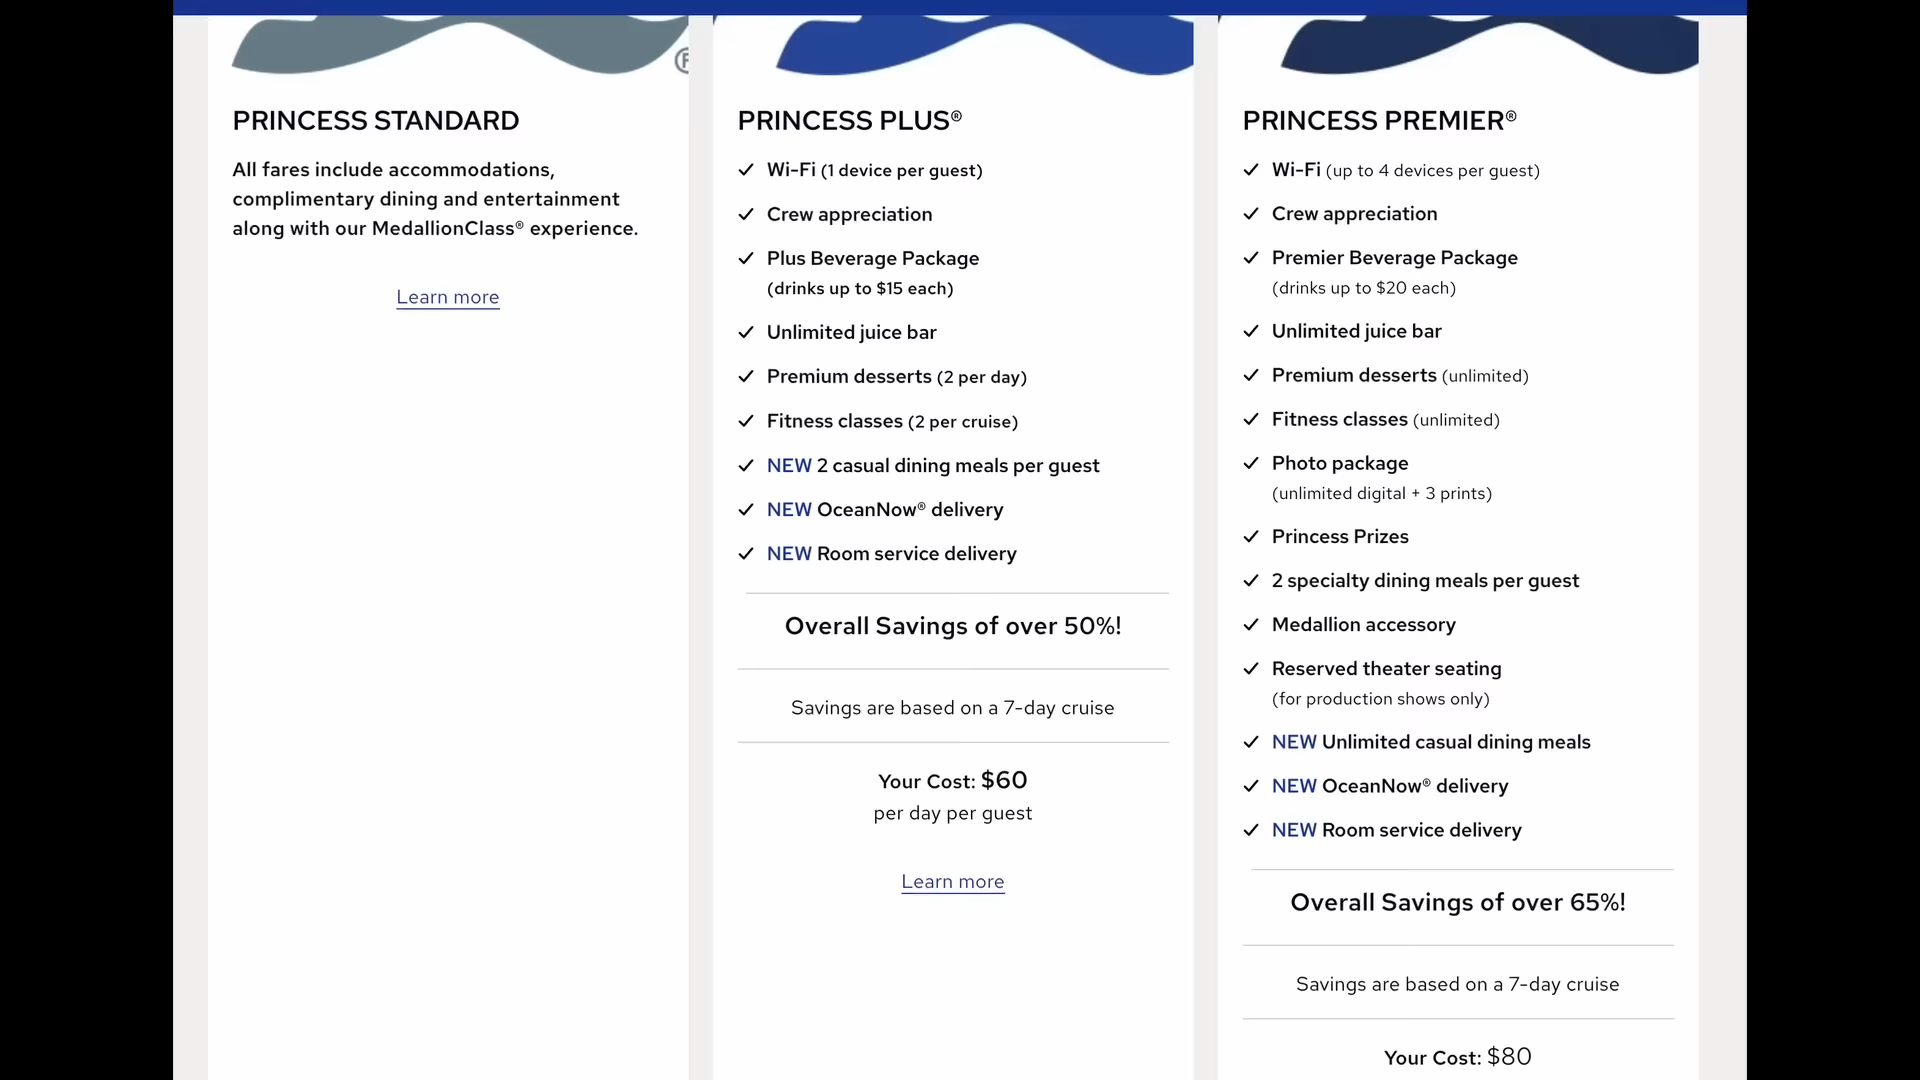 PRINCESS STANDARD
All fares include accommodations,
complimentary dining and entertainment
along with our MedallionClass® experience.
Learn more
PRINCESS PLUS®
Wi-Fi (1 device per guest)
Crew appreciation
Plus Beverage Package
(drinks up to $15 each)
Unlimited juice bar
Premium desserts (2 per day)
Fitness classes (2 per cruise)
NEW 2 casual dining meals per guest
NEW OceanNow® delivery
NEW Room service delivery
Overall Savings of over 50%!
Savings are based on a 7-day cruise
Your Cost: $60
per day per guest
Learn more
PRINCESS PREMIER®
Wi-Fi (up to 4 devices per guest)
Crew appreciation
Premier Beverage Package
(drinks up to $20 each)
Unlimited juice bar
Premium desserts (unlimited)
Fitness classes (unlimited)
Photo package
(unlimited digital + 3 prints)
Princess Prizes
2 specialty dining meals per guest
Medallion accessory
Reserved theater seating
(for production shows only)
NEW Unlimited casual dining meals
NEW OceanNow® delivery
NEW Room service delivery
Overall Savings of over 65%!
Savings are based on a 7-day cruise
Your Cost: $80